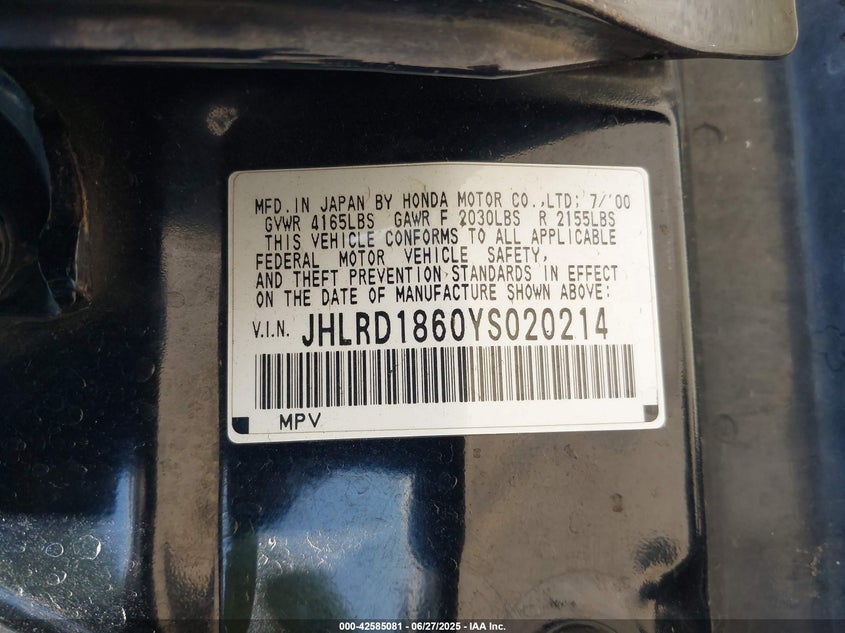 MFD. IN JAPAN BY HONDA MOTOR CO.,LTD; 7/'00
GVWR 4165LBS GAWR F 2030LBS R 2155LBS
THIS VEHICLE CONFORMS TO ALL APPLICABLE
FEDERAL MOTOR VEHICLE SAFETY,
AND THEFT PREVENTION STANDARDS IN EFFECT
ON THE DATE OF MANUFACTURE SHOWN ABOVE:
V.I.N. JHLRD1860YS020214
MPV
000-42585081 - 06/27/2025 - IAA Inc.